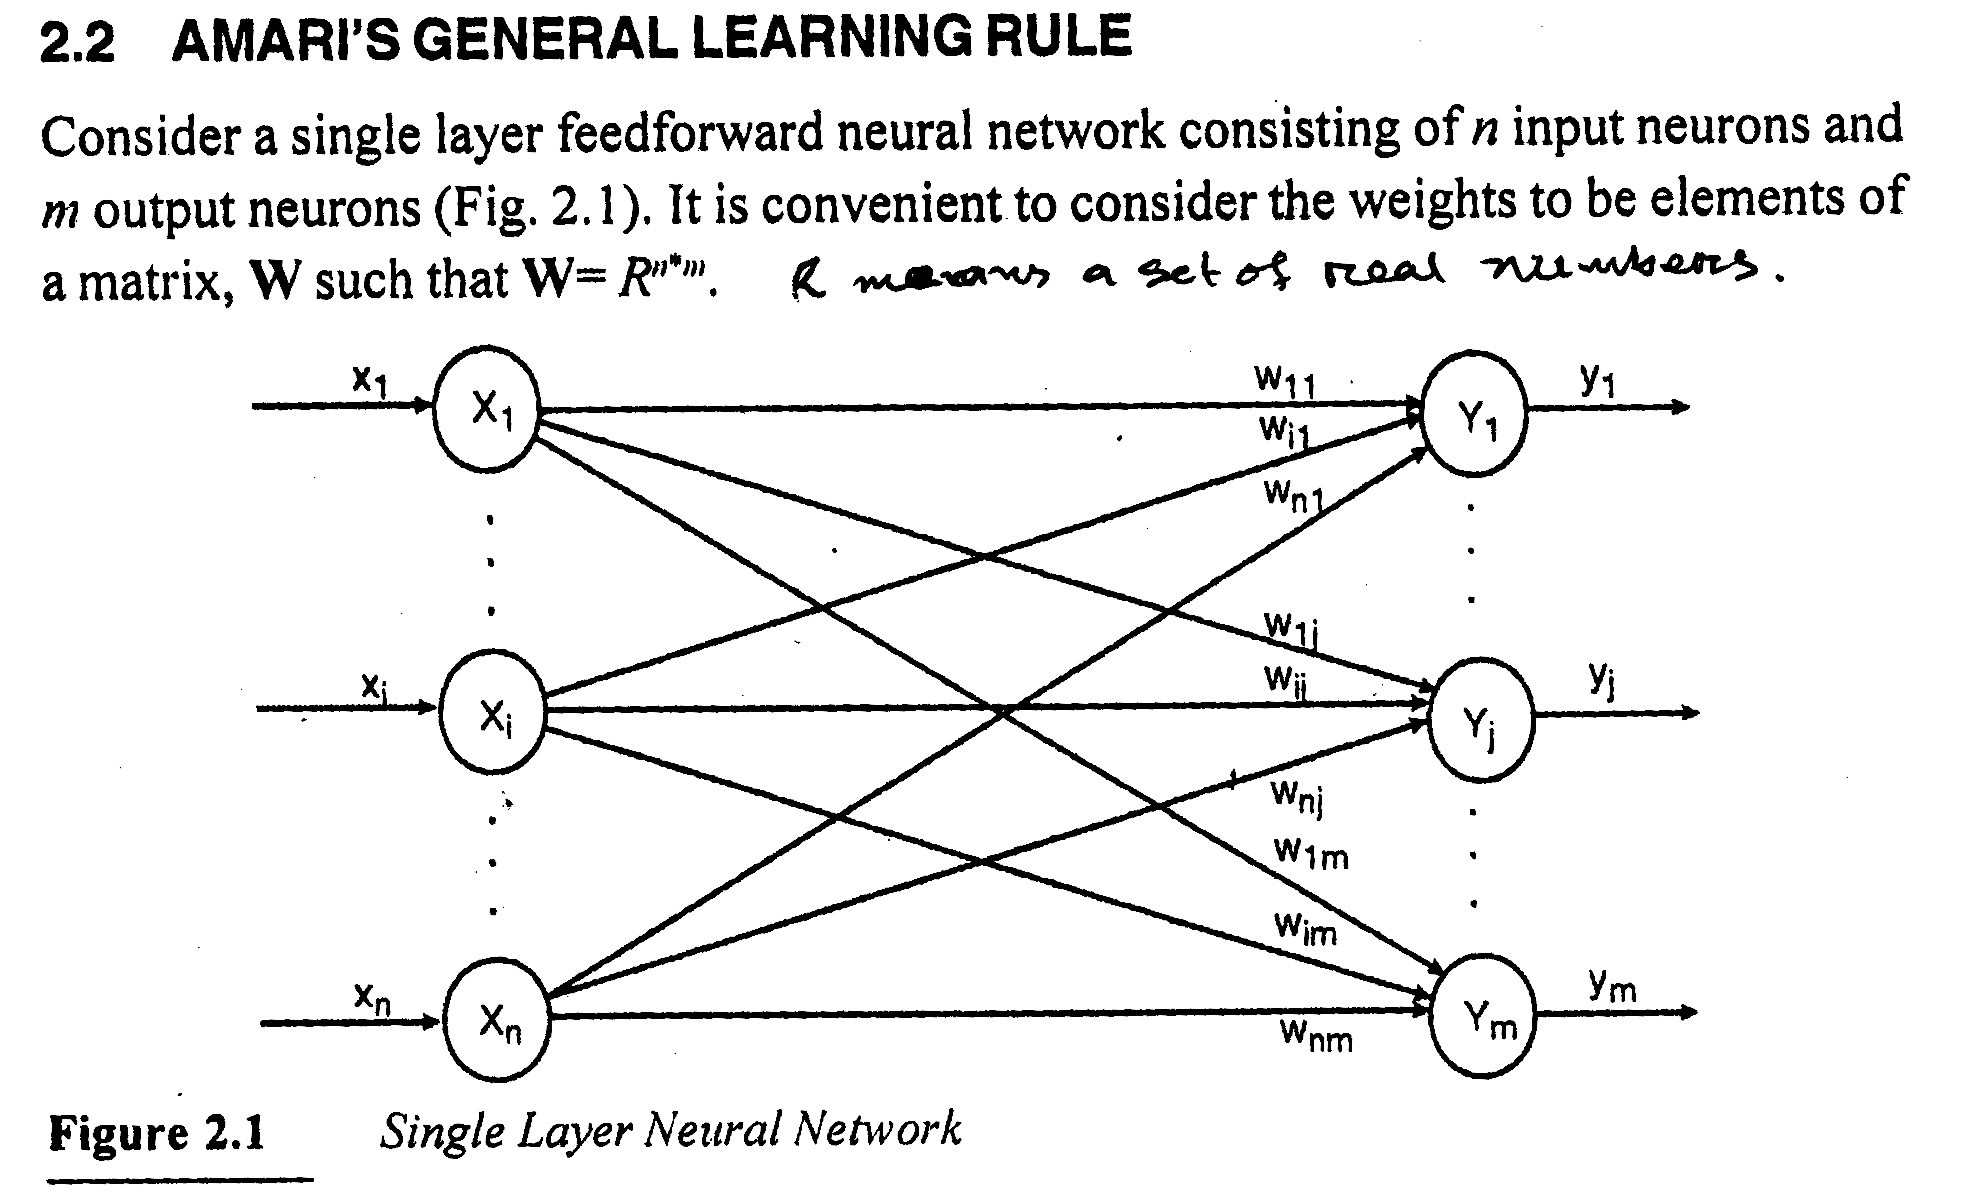 2.2 AMARI'S GENERAL LEARNING RULE
Consider a single layer feedforward neural network consisting of n input neurons and
m output neurons (Fig. 2.1). It is convenient to consider the weights to be elements of
a matrix, W such that W= Rⁿ*ᵐ. R means a set of real numbers.
x1 X1 w11 Y1 y1
wi1
wn1
w1j
xi Xi wij Yj yj
wnj
w1m
wim
xn Xn wnm Ym ym
Figure 2.1 Single Layer Neural Network